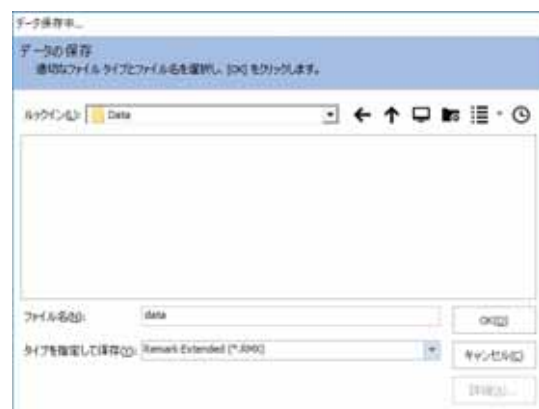 データ保存中...
データの保存
適切なファイル タイプとファイル名を選択し、[OK] をクリックします。
ルックイン(L): Data
ファイル名(N): data
OK(O)
タイプを指定して保存(T): Remark Extended (*.RMX)
キャンセル(C)